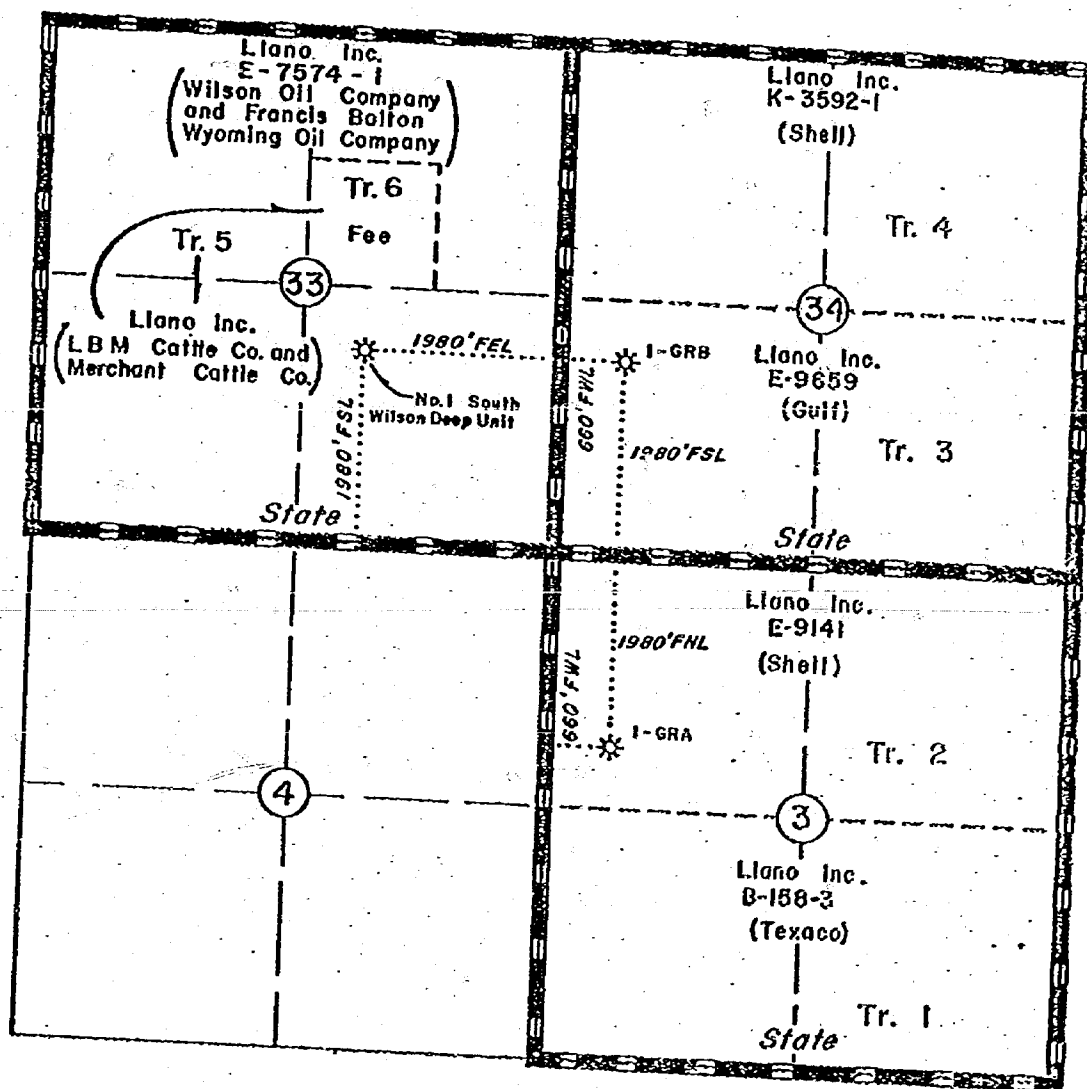 Llano Inc.
E-7574-1
(Wilson Oil Company
and Francis Bolton
Wyoming Oil Company)
Tr. 6
Fee
Tr. 5
33
Llano Inc.
(L B M Cattle Co. and
Merchant Cattle Co.)
1980' FEL
No. 1 South
Wilson Deep Unit
1980' FSL
State
Llano Inc.
K-3592-1
(Shell)
Tr. 4
34
1-GRB
Llano Inc.
E-9659
(Gulf)
660' FWL
1980' FSL
Tr. 3
State
Llano Inc.
E-9141
(Shell)
1980' FNL
660' FWL
1-GRA
Tr. 2
4
3
Llano Inc.
B-158-3
(Texaco)
Tr. 1
State